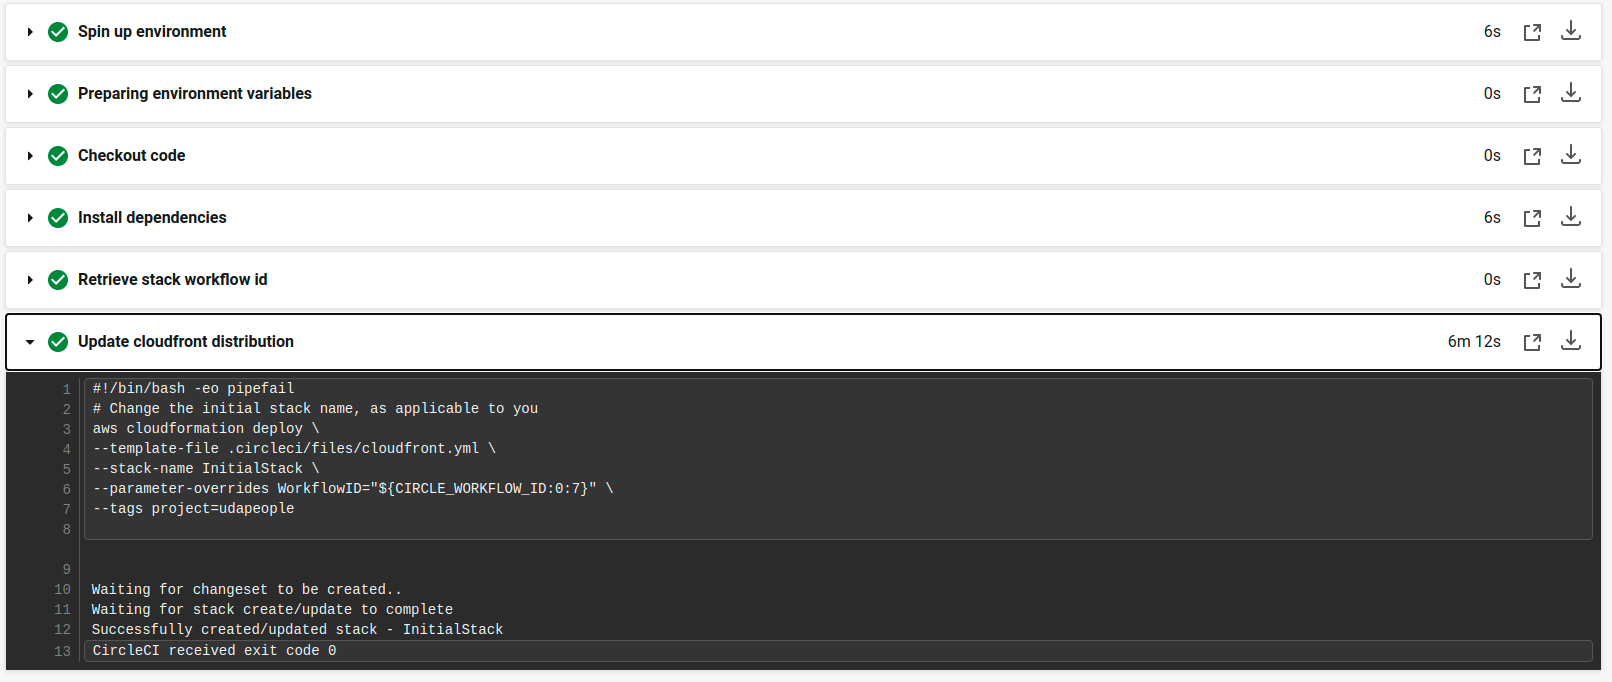 Spin up environment 6s
Preparing environment variables 0s
Checkout code 0s
Install dependencies 6s
Retrieve stack workflow id 0s
Update cloudfront distribution 6m 12s
1 #!/bin/bash -eo pipefail
2 # Change the initial stack name, as applicable to you
3 aws cloudformation deploy \
4 --template-file .circleci/files/cloudfront.yml \
5 --stack-name InitialStack \
6 --parameter-overrides WorkflowID="${CIRCLE_WORKFLOW_ID:0:7}" \
7 --tags project=udapeople
8
9
10 Waiting for changeset to be created..
11 Waiting for stack create/update to complete
12 Successfully created/updated stack - InitialStack
13 CircleCI received exit code 0